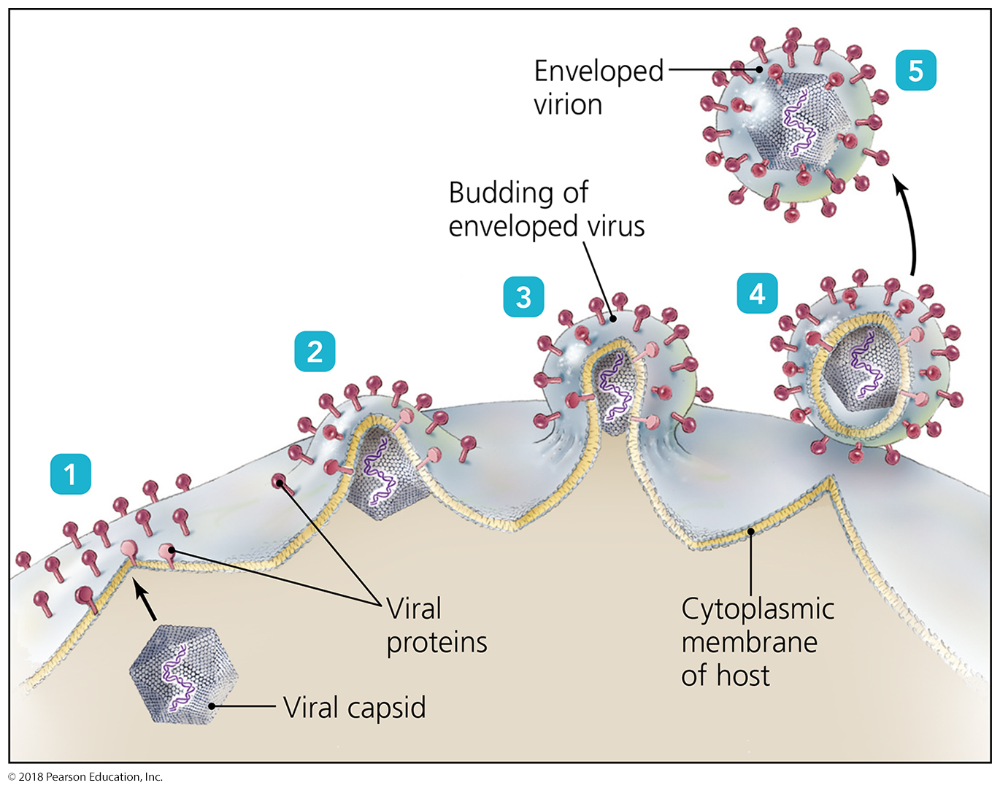 Enveloped
virion
5
Budding of
enveloped virus
3
4
2
1
Viral
proteins
Cytoplasmic
membrane
of host
Viral capsid
© 2018 Pearson Education, Inc.